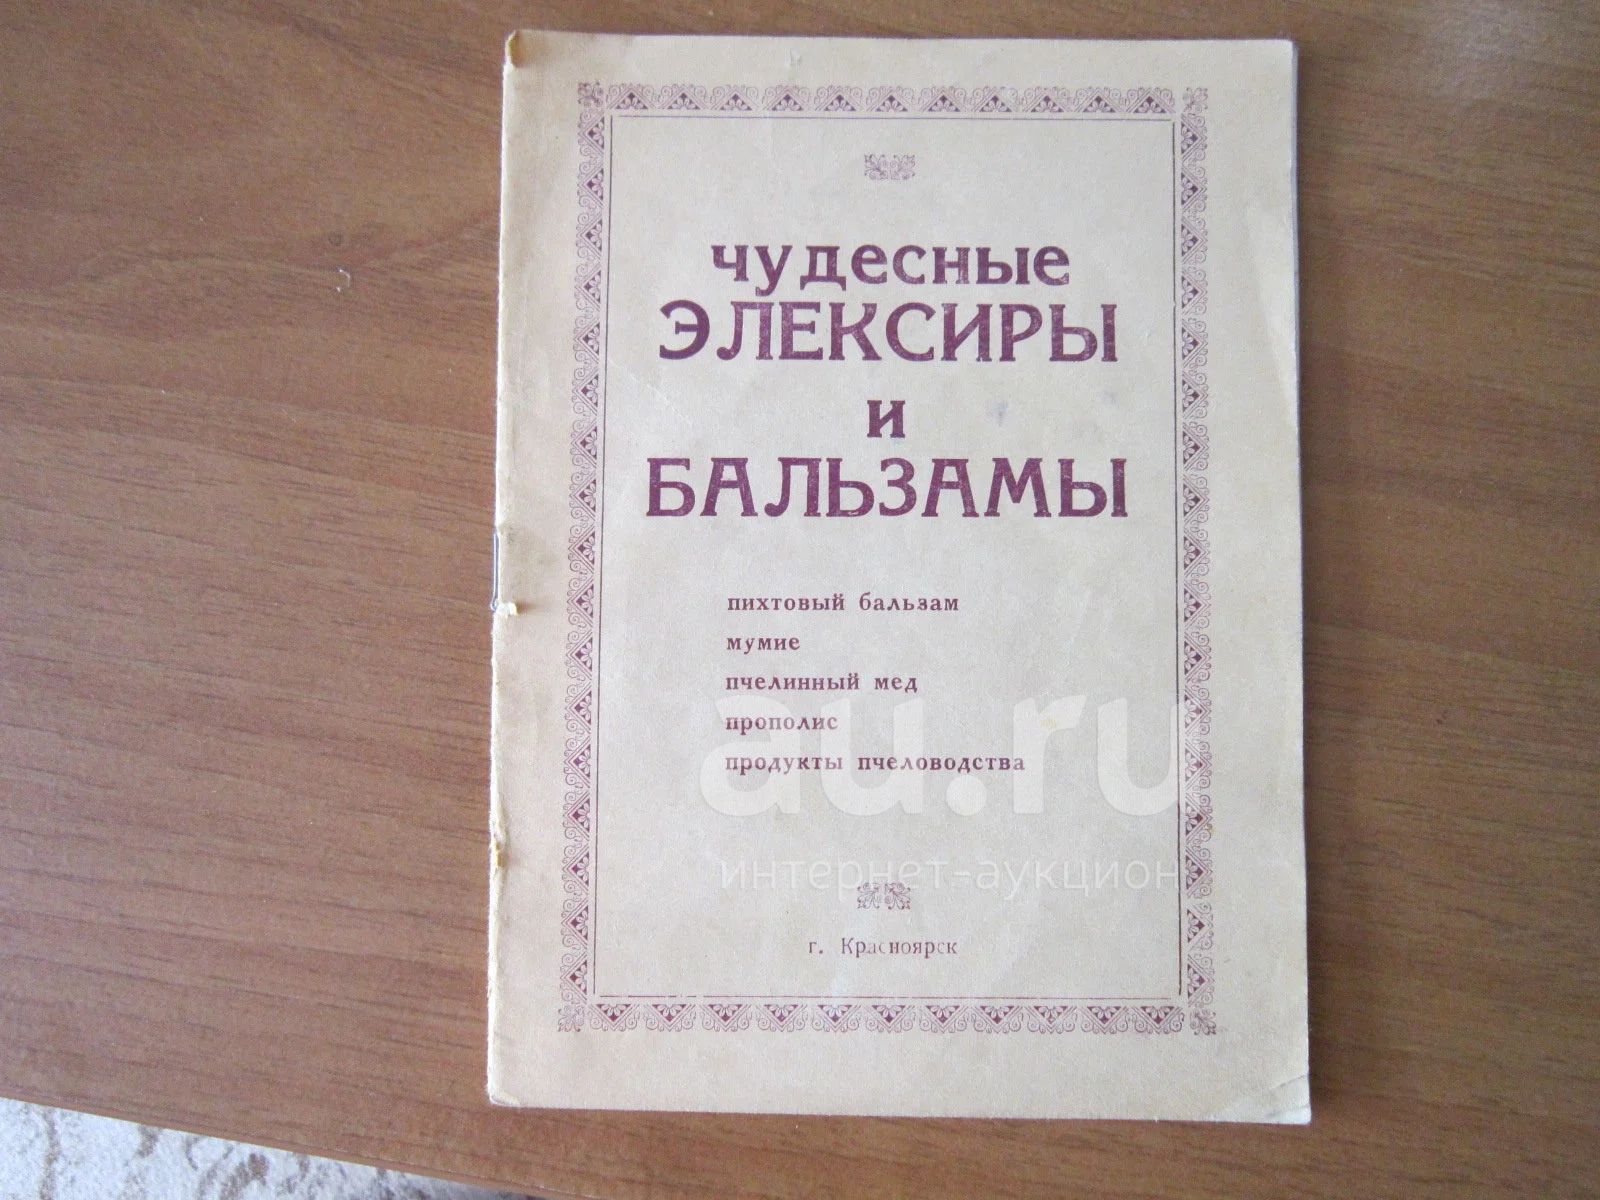 чудесные
ЭЛЕКСИРЫ
и
БАЛЬЗАМЫ
пихтовый бальзам
мумие
пчелинный мед
прополис
продукты пчеловодства
au.ru
интернет-аукцион
г. Красноярск